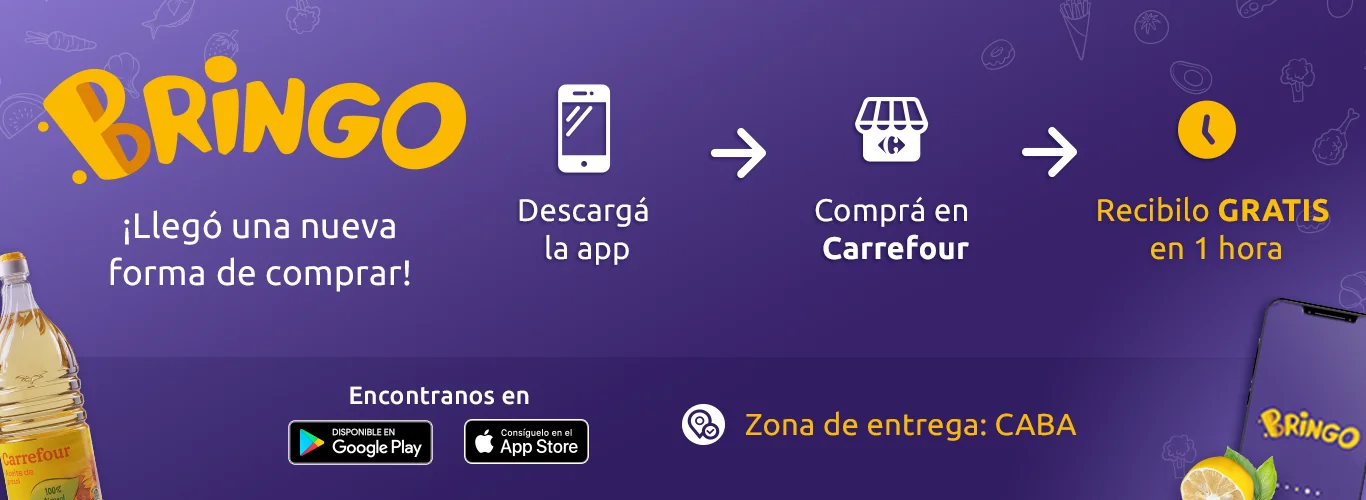 BRINGO
¡Llegó una nueva
forma de comprar!
Descargá
la app
Comprá en
Carrefour
Recibilo GRATIS
en 1 hora
Encontranos en
DISPONIBLE EN
Google Play
Consíguelo en el
App Store
Zona de entrega: CABA
Carrefour
100%
BRINGO